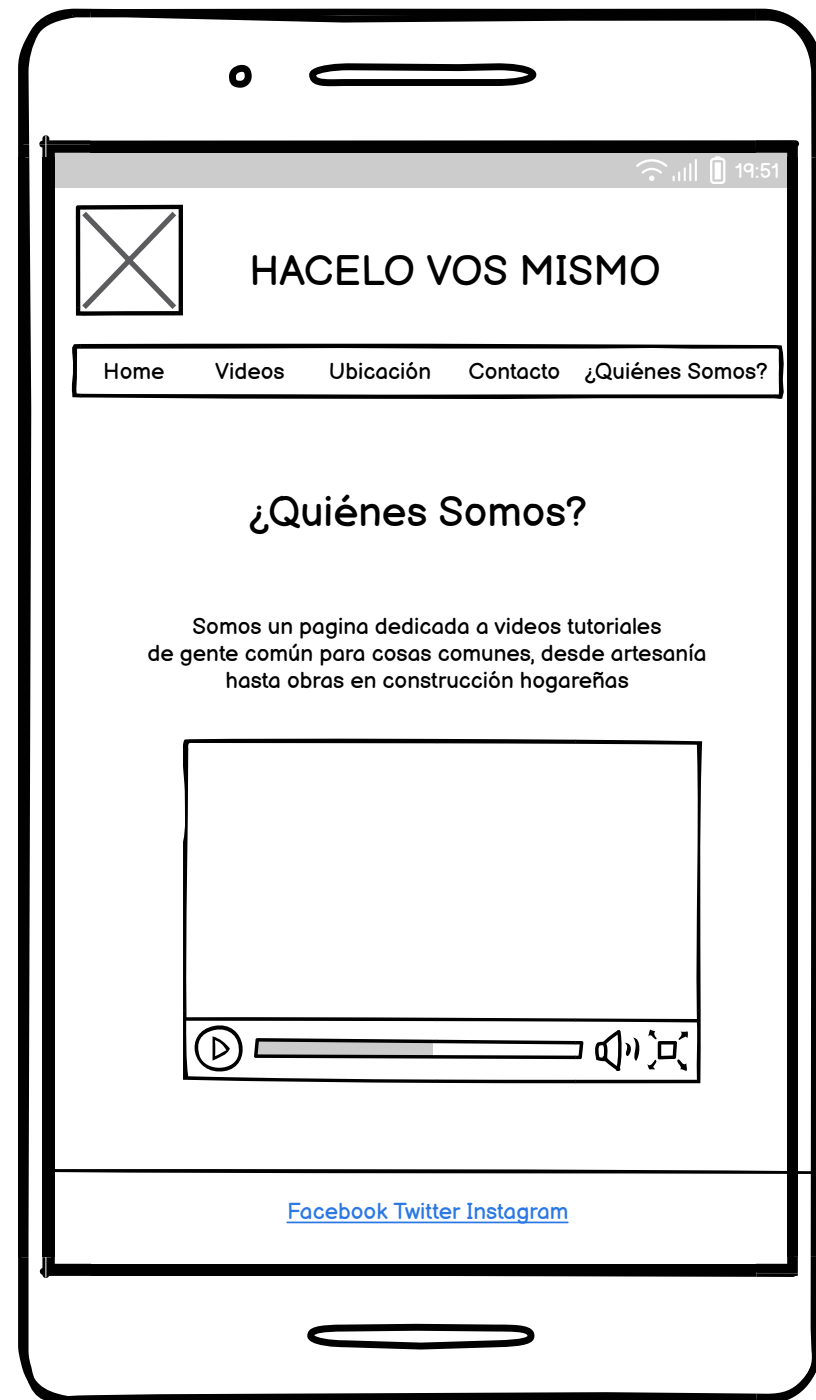 19:51
HACELO VOS MISMO
Home Videos Ubicación Contacto ¿Quiénes Somos?
¿Quiénes Somos?
Somos un pagina dedicada a videos tutoriales
de gente común para cosas comunes, desde artesanía
hasta obras en construcción hogareñas
Facebook Twitter Instagram